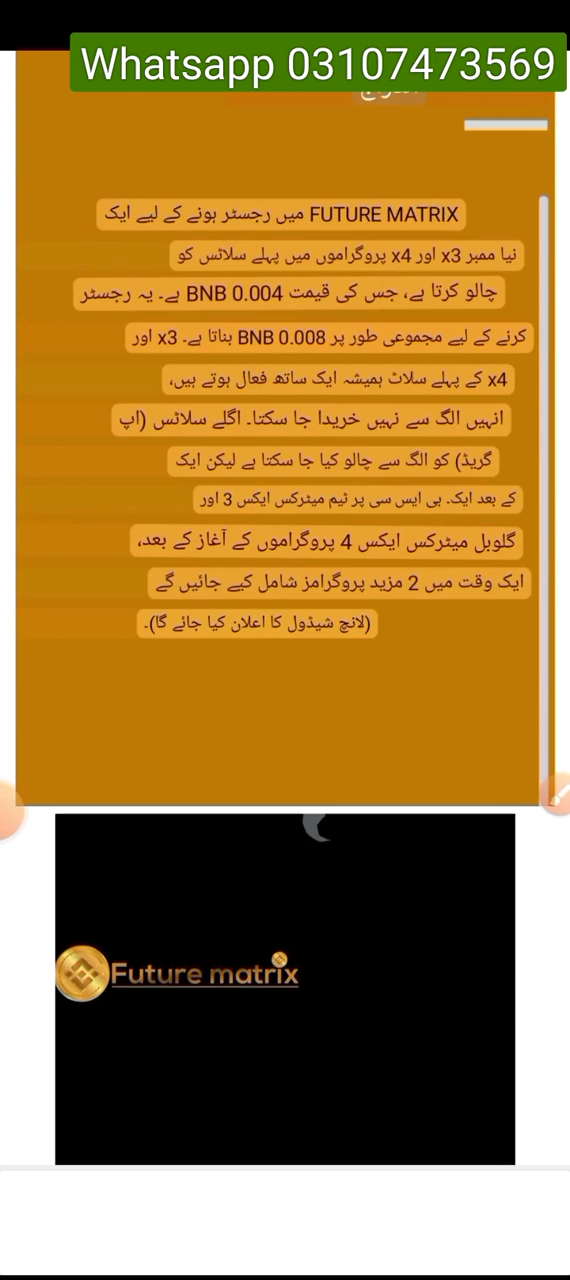 Whatsapp 03107473569
FUTURE MATRIX میں رجسٹر ہونے کے لیے ایک
نیا ممبر x3 اور x4 پروگراموں میں پہلے سلاٹس کو
چالو کرتا ہے، جس کی قیمت 0.004 BNB ہے۔ یہ رجسٹر
کرنے کے لیے مجموعی طور پر 0.008 BNB بناتا ہے۔ x3 اور
x4 کے پہلے سلاٹ ہمیشہ ایک ساتھ فعال ہوتے ہیں،
انہیں الگ سے نہیں خریدا جا سکتا۔ اگلے سلاٹس (اپ
گریڈ) کو الگ سے چالو کیا جا سکتا ہے لیکن ایک
کے بعد ایک۔ بی ایس سی پر ٹیم میٹرکس ایکس 3 اور
گلوبل میٹرکس ایکس 4 پروگراموں کے آغاز کے بعد،
ایک وقت میں 2 مزید پروگرامز شامل کیے جائیں گے
(لانچ شیڈول کا اعلان کیا جائے گا)۔
Future matrix